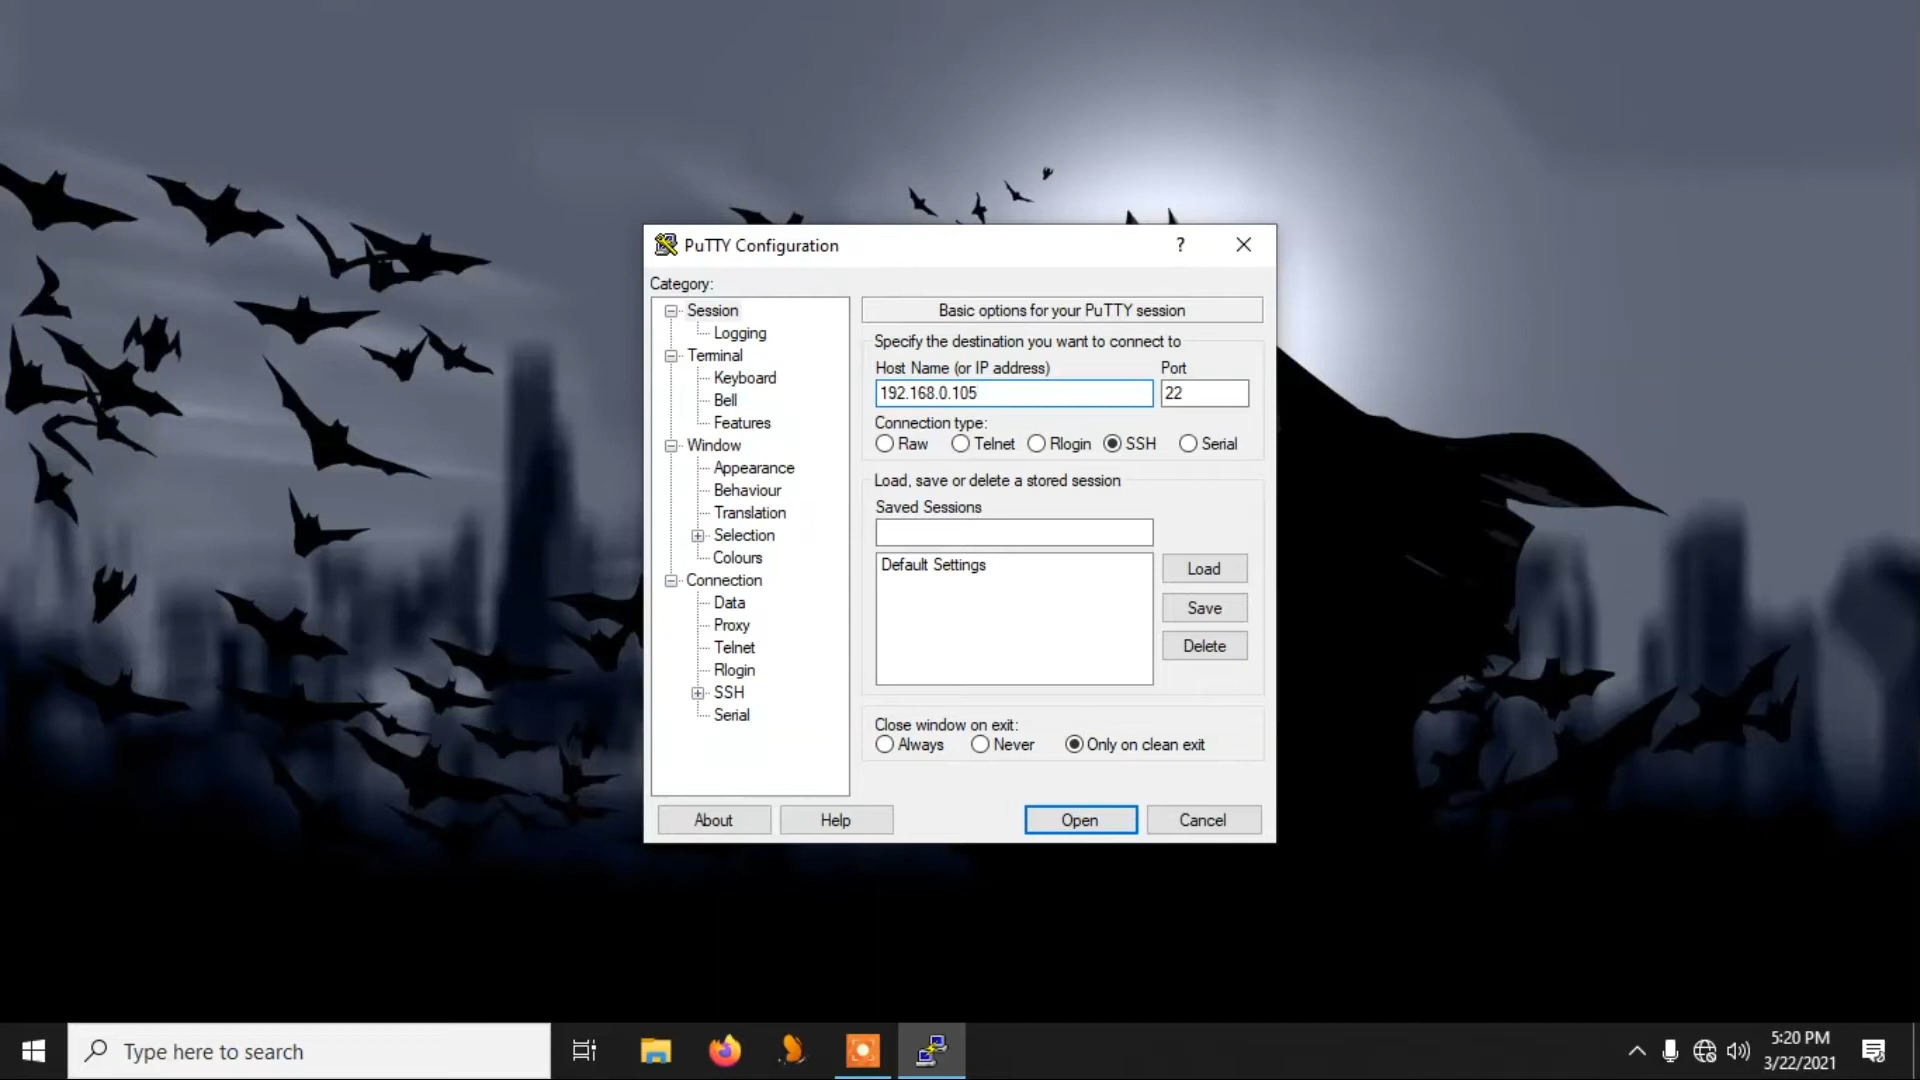 PuTTY Configuration
?
Category:
Session
Logging
Terminal
Keyboard
Bell
Features
Window
Appearance
Behaviour
Translation
Selection
Colours
Connection
Data
Proxy
Telnet
Rlogin
SSH
Serial
Basic options for your PuTTY session
Specify the destination you want to connect to
Host Name (or IP address) Port
192.168.0.105 22
Connection type:
Raw Telnet Rlogin SSH Serial
Load, save or delete a stored session
Saved Sessions
Default Settings
Load
Save
Delete
Close window on exit:
Always Never Only on clean exit
About Help Open Cancel
Type here to search
5:20 PM
3/22/2021